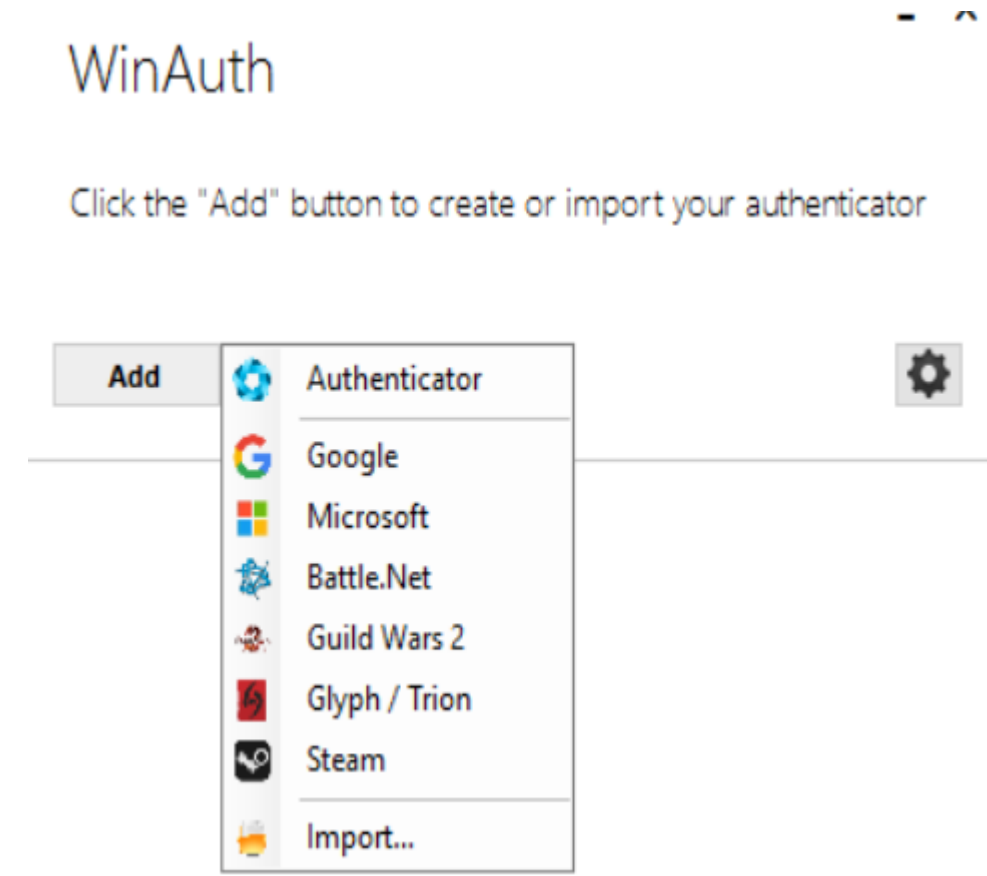 WinAuth
Click the "Add" button to create or import your authenticator
Add
Authenticator
Google
Microsoft
Battle.Net
Guild Wars 2
Glyph / Trion
Steam
Import...